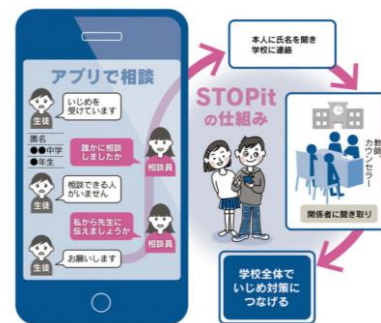 アプリで相談
いじめを
受けています
生徒
匿名
●●中学
●年生
誰かに相談
しましたか
相談員
相談できる人
がいません
生徒
私から先生に
伝えましょうか
相談員
お願いします
生徒
STOPit
の仕組み
本人に氏名を聞き
学校に連絡
教師、
カウンセラー
関係者に聞き取り
学校全体で
いじめ対策に
つなげる